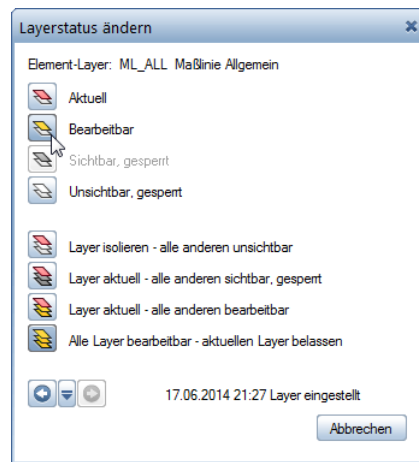 Layerstatus ändern
Element-Layer: ML_ALL Maßlinie Allgemein
Aktuell
Bearbeitbar
Sichtbar, gesperrt
Unsichtbar, gesperrt
Layer isolieren - alle anderen unsichtbar
Layer aktuell - alle anderen sichtbar, gesperrt
Layer aktuell - alle anderen bearbeitbar
Alle Layer bearbeitbar - aktuellen Layer belassen
17.06.2014 21:27 Layer eingestellt
Abbrechen